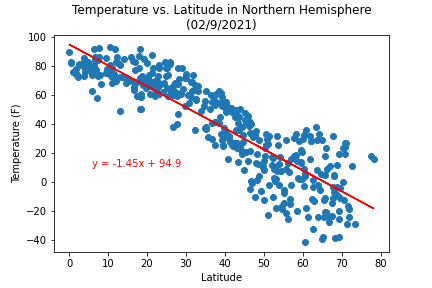 Temperature vs. Latitude in Northern Hemisphere
(02/9/2021)
Temperature (F)
100
80
60
40
20
0
−20
−40
y = -1.45x + 94.9
0 10 20 30 40 50 60 70 80
Latitude